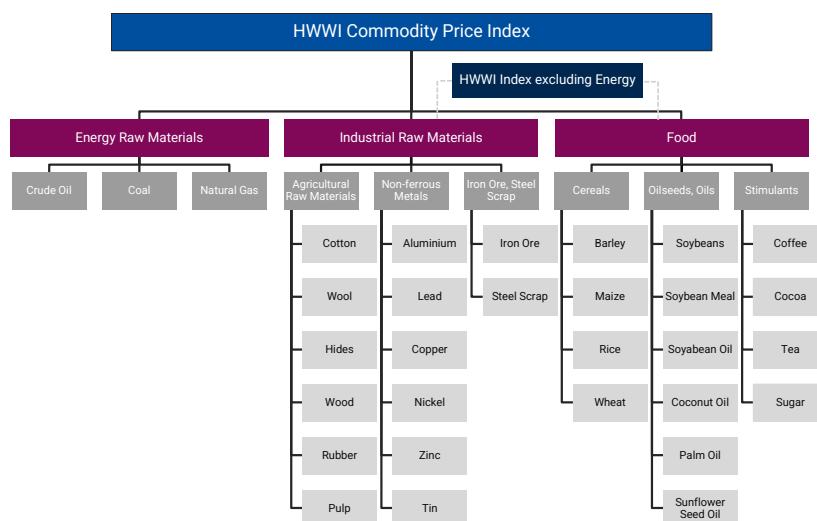 HWWI Commodity Price Index
HWWI Index excluding Energy
Energy Raw Materials
Industrial Raw Materials
Food
Crude Oil
Coal
Natural Gas
Agricultural
Raw Materials
Non-ferrous
Metals
Iron Ore, Steel
Scrap
Cereals
Oilseeds, Oils
Stimulants
Cotton
Aluminium
Iron Ore
Barley
Soybeans
Coffee
Wool
Lead
Steel Scrap
Maize
Soybean Meal
Cocoa
Hides
Copper
Rice
Soyabean Oil
Tea
Wood
Nickel
Wheat
Coconut Oil
Sugar
Rubber
Zinc
Palm Oil
Pulp
Tin
Sunflower
Seed Oil